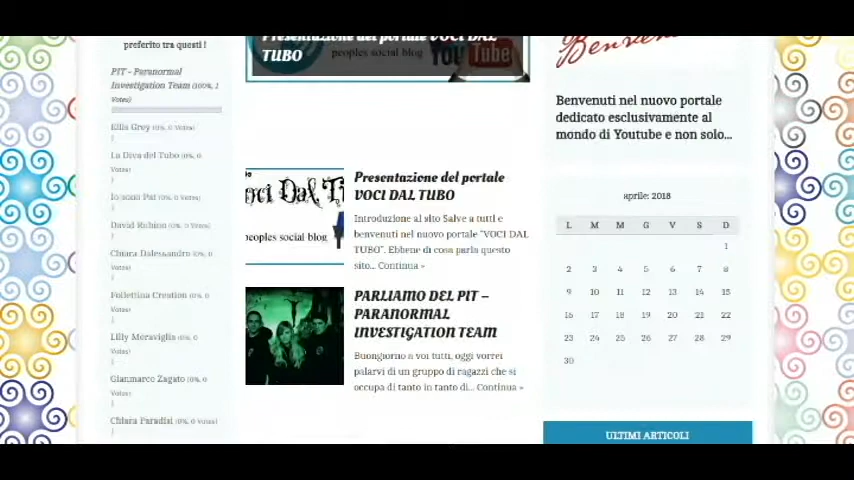 preferito tra questi !
PIT – Paranormal
Investigation Team (100%, 1
Votes)
Ellis Grey (0%, 0 Votes)
La Diva del Tubo (0%, 0
Votes)
Io sono Pat (0%, 0 Votes)
David Rubino (0%, 0 Votes)
Chiara Dalessandro (0%, 0
Votes)
Follettina Creation (0%, 0
Votes)
Lilly Meraviglia (0%, 0
Votes)
Gianmarco Zagato (0%, 0
Votes)
Chiara Paradisi (0%, 0 Votes)
Presentazione del portale VOCI DAL
TUBO
peoples social blog
You Tube
oci Dal T
peoples social blog
Presentazione del portale
VOCI DAL TUBO
Introduzione al sito Salve a tutti e
benvenuti nel nuovo portale "VOCI DAL
TUBO". Ebbene di cosa parla questo
sito... Continua »
PARLIAMO DEL PIT –
PARANORMAL
INVESTIGATION TEAM
Buongiorno a voi tutti, oggi vorrei
palarvi di un gruppo di ragazzi che si
occupa di tanto in tanto di... Continua »
Benvenuti nel nuovo portale
dedicato esclusivamente al
mondo di Youtube e non solo...
aprile: 2018
L M M G V S D
1
2 3 4 5 6 7 8
9 10 11 12 13 14 15
16 17 18 19 20 21 22
23 24 25 26 27 28 29
30
ULTIMI ARTICOLI